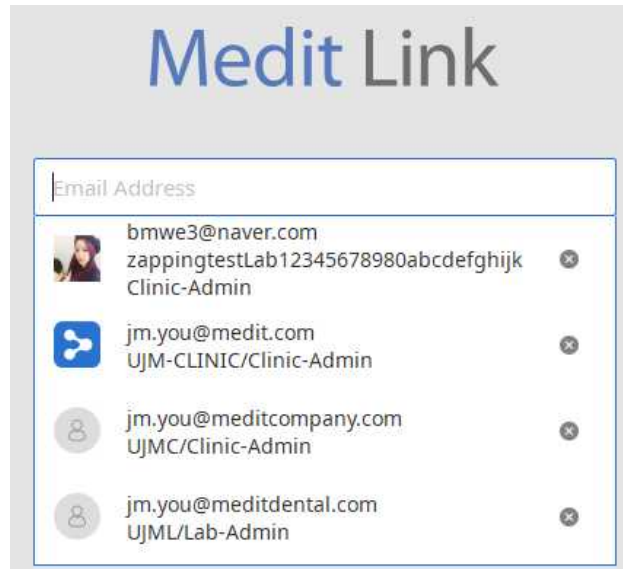 Medit Link
Email Address
bmwe3@naver.com
zappingtestLab12345678980abcdefghijk
Clinic-Admin
jm.you@medit.com
UJM-CLINIC/Clinic-Admin
jm.you@meditcompany.com
UJMC/Clinic-Admin
jm.you@meditdental.com
UJML/Lab-Admin